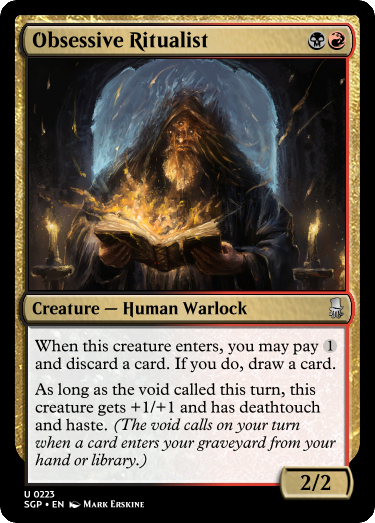 Obsessive Ritualist
Creature — Human Warlock
When this creature enters, you may pay 1
and discard a card. If you do, draw a card.
As long as the void called this turn, this
creature gets +1/+1 and has deathtouch
and haste. (The void calls on your turn
when a card enters your graveyard from your
hand or library.)
2/2
U 0223
SGP • EN Mark Erskine